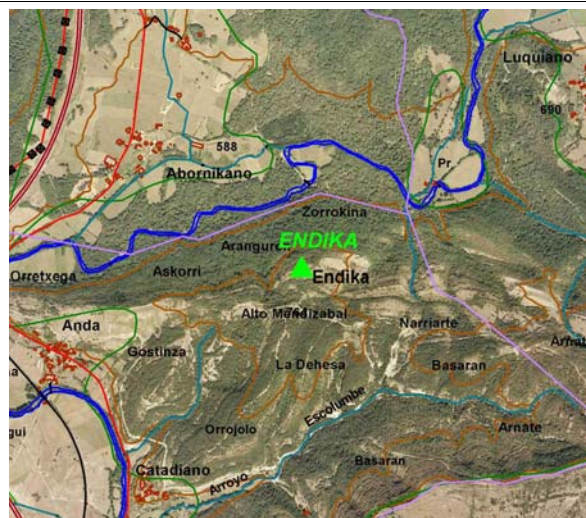 Luquiano
690
588
Abornikano
Pr
Zorrokina
Aranguren
ENDIKA
Orretxega
Askorri
Endika
Alto Mendizabal
764
Anda
Narriarte
Gostinza
La Dehesa
Basaran
Escolumbe
gui
Orrojolo
Arnate
Catadiano
Basaran
Arroyo